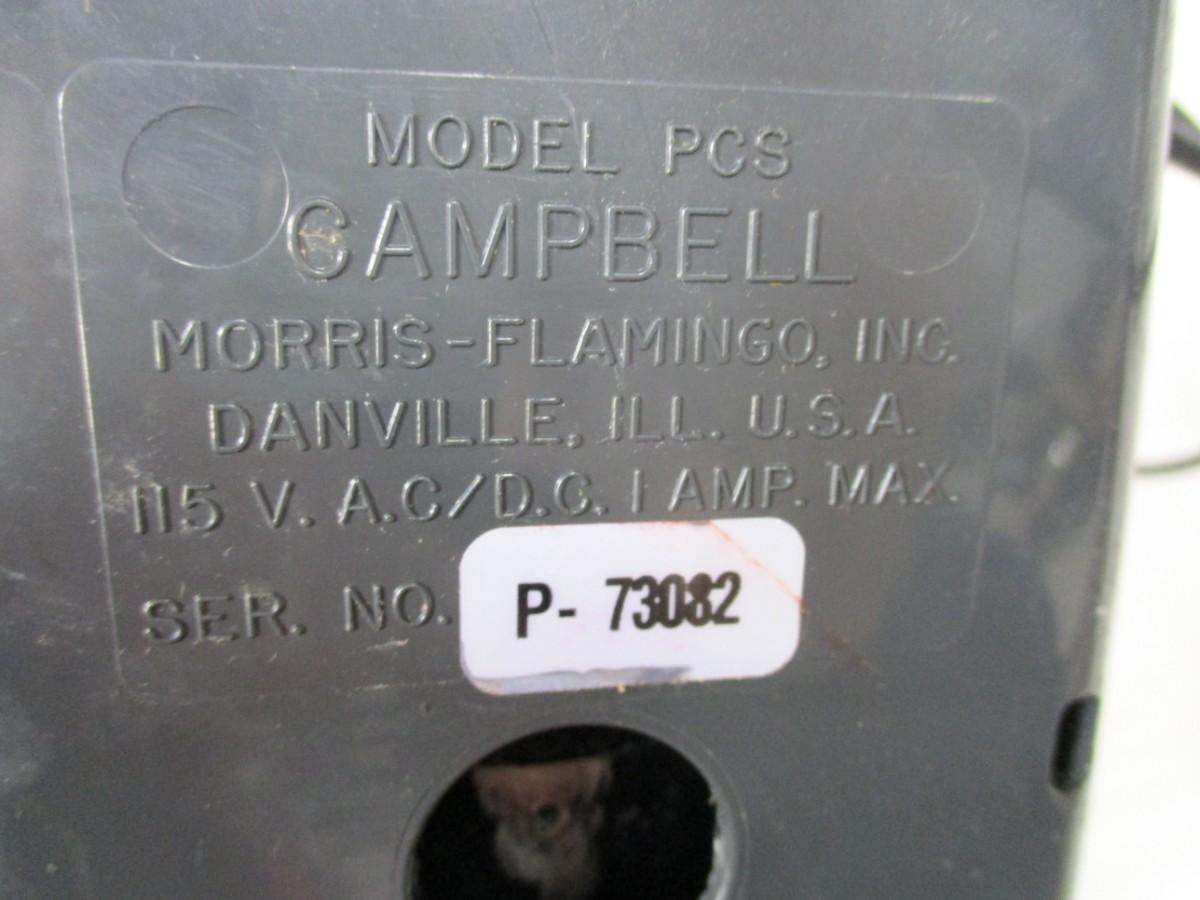 MODEL PCS
CAMPBELL
MORRIS-FLAMINGO, INC.
DANVILLE, ILL. U.S.A.
115 V. A.C/D.C. 1 AMP. MAX.
SER. NO. P- 73082